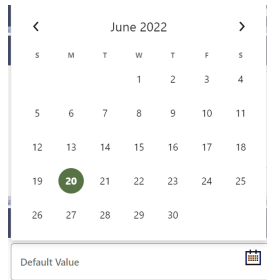 June 2022
S M T W T F S
1 2 3 4
5 6 7 8 9 10 11
12 13 14 15 16 17 18
19 20 21 22 23 24 25
26 27 28 29 30
Default Value